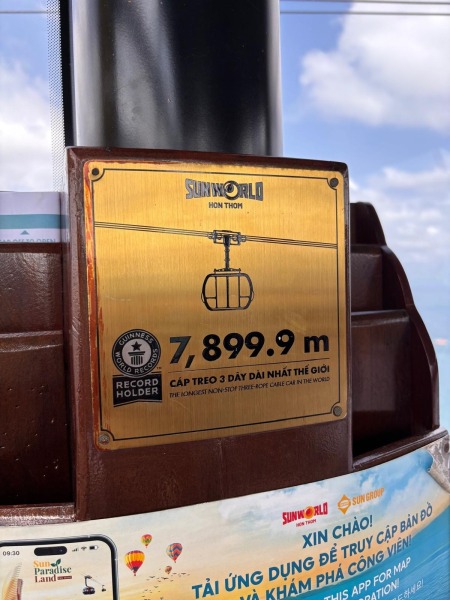 SUNWORLD
HON THOM
GUINNESS
WORLD RECORDS
RECORD
HOLDER
7,899.9 m
CÁP TREO 3 DÂY DÀI NHẤT THẾ GIỚI
THE LONGEST NON-STOP THREE-ROPE CABLE CAR IN THE WORLD
SUNWORLD
HON THOM
SUN GROUP
XIN CHÀO!
TẢI ỨNG DỤNG ĐỂ TRUY CẬP BẢN ĐỒ
VÀ KHÁM PHÁ CÔNG VIÊN!
THIS APP FOR MAP
09:30
Sun
Paradise
Land